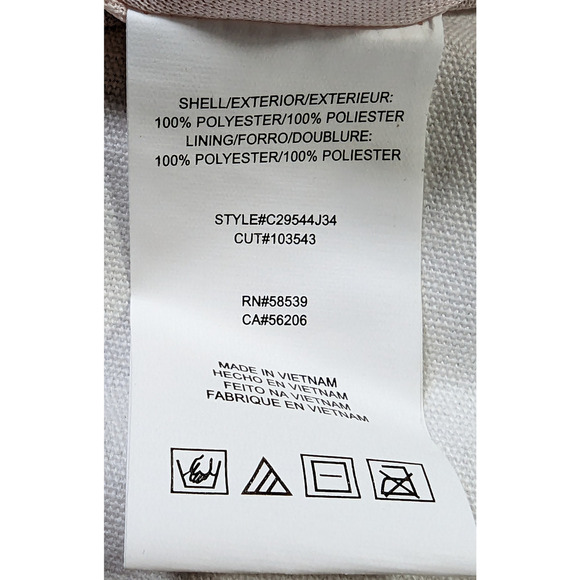 SHELL/EXTERIOR/EXTERIEUR:
100% POLYESTER/100% POLIESTER
LINING/FORRO/DOUBLURE:
100% POLYESTER/100% POLIESTER
STYLE#C29544J34
CUT#103543
RN#58539
CA#56206
MADE IN VIETNAM
HECHO EN VIETNAM
FEITO NA VIETNAM
FABRIQUE EN VIETNAM